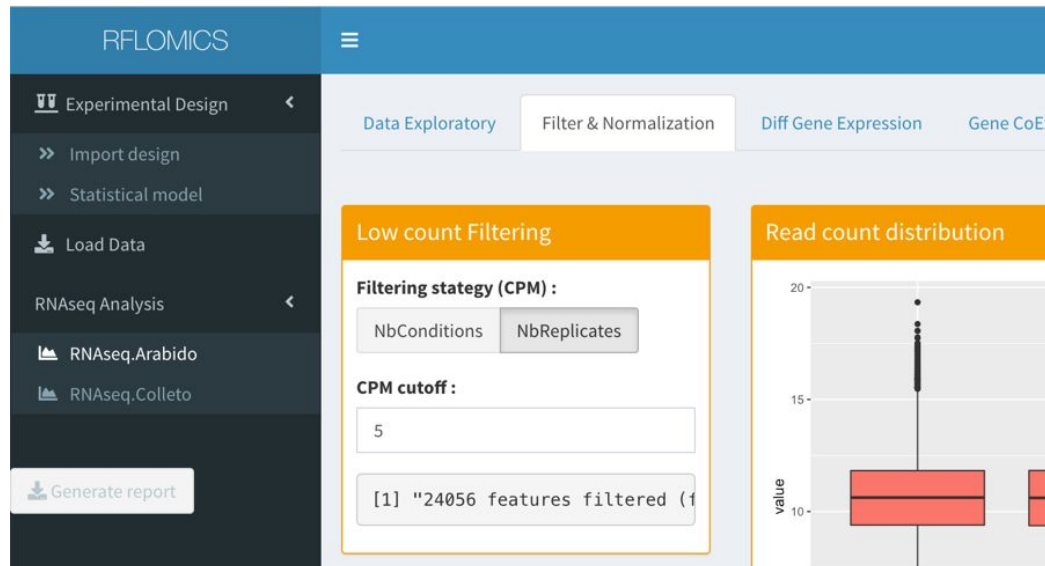 RFLOMICS
Experimental Design
Import design
Statistical model
Load Data
RNAseq Analysis
RNAseq.Arabido
RNAseq.Colleto
Generate report
Data Exploratory
Filter & Normalization
Diff Gene Expression
Gene CoE
Low count Filtering
Filtering stategy (CPM) :
NbConditions
NbReplicates
CPM cutoff :
5
[1] "24056 features filtered (f
Read count distribution
20
15
10
value